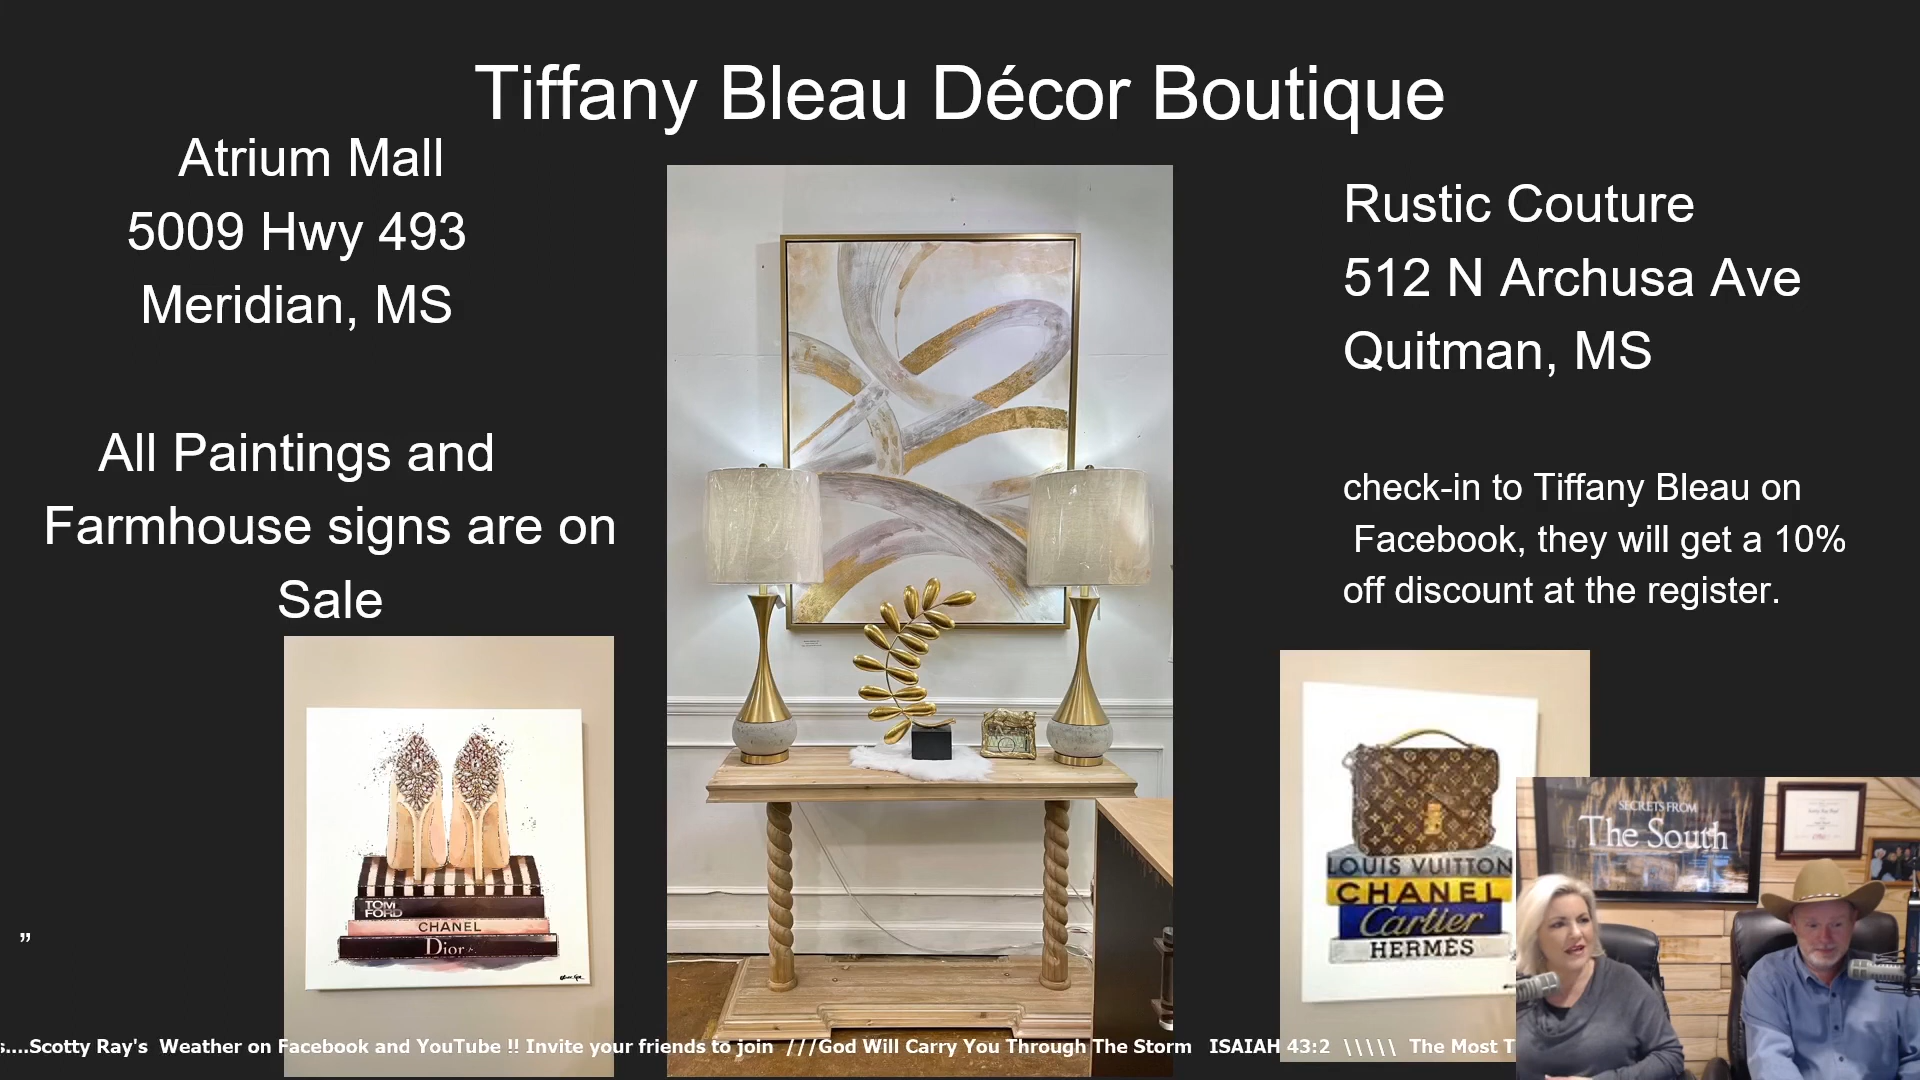 Tiffany Bleau Décor Boutique
Atrium Mall
5009 Hwy 493
Meridian, MS
All Paintings and
Farmhouse signs are on
Sale
Rustic Couture
512 N Archusa Ave
Quitman, MS
check-in to Tiffany Bleau on
Facebook, they will get a 10%
off discount at the register.
TOM
FORD
CHANEL
Dior
LOUIS VUITTON
CHANEL
Cartier
HERMĒS
SECRETS FROM
The South
”
s....Scotty Ray's Weather on Facebook and YouTube !! Invite your friends to join ///God Will Carry You Through The Storm ISAIAH 43:2 \\\\\ The Most T